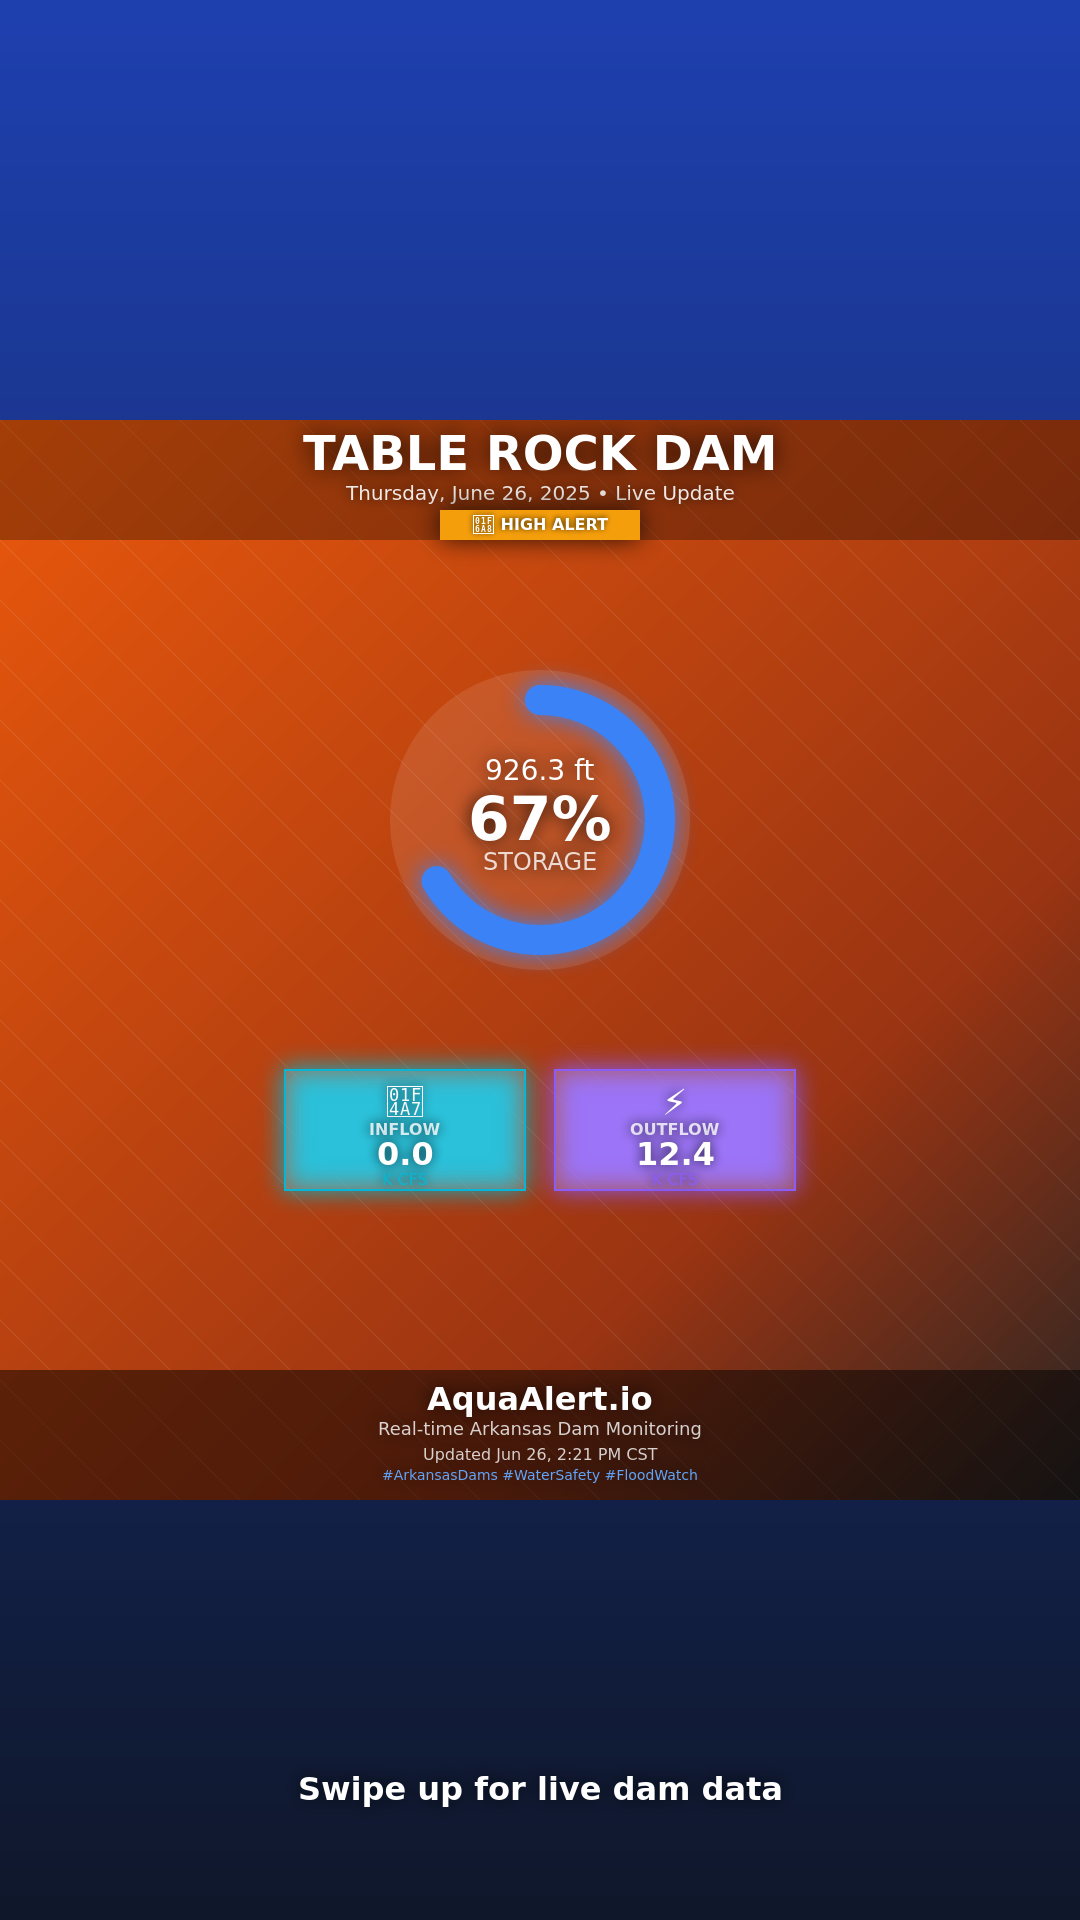 TABLE ROCK DAM
Thursday, June 26, 2025 • Live Update
HIGH ALERT
926.3 ft
67%
STORAGE
INFLOW
0.0
K CFS
⚡
OUTFLOW
12.4
K CFS
AquaAlert.io
Real-time Arkansas Dam Monitoring
Updated Jun 26, 2:21 PM CST
#ArkansasDams #WaterSafety #FloodWatch
Swipe up for live dam data